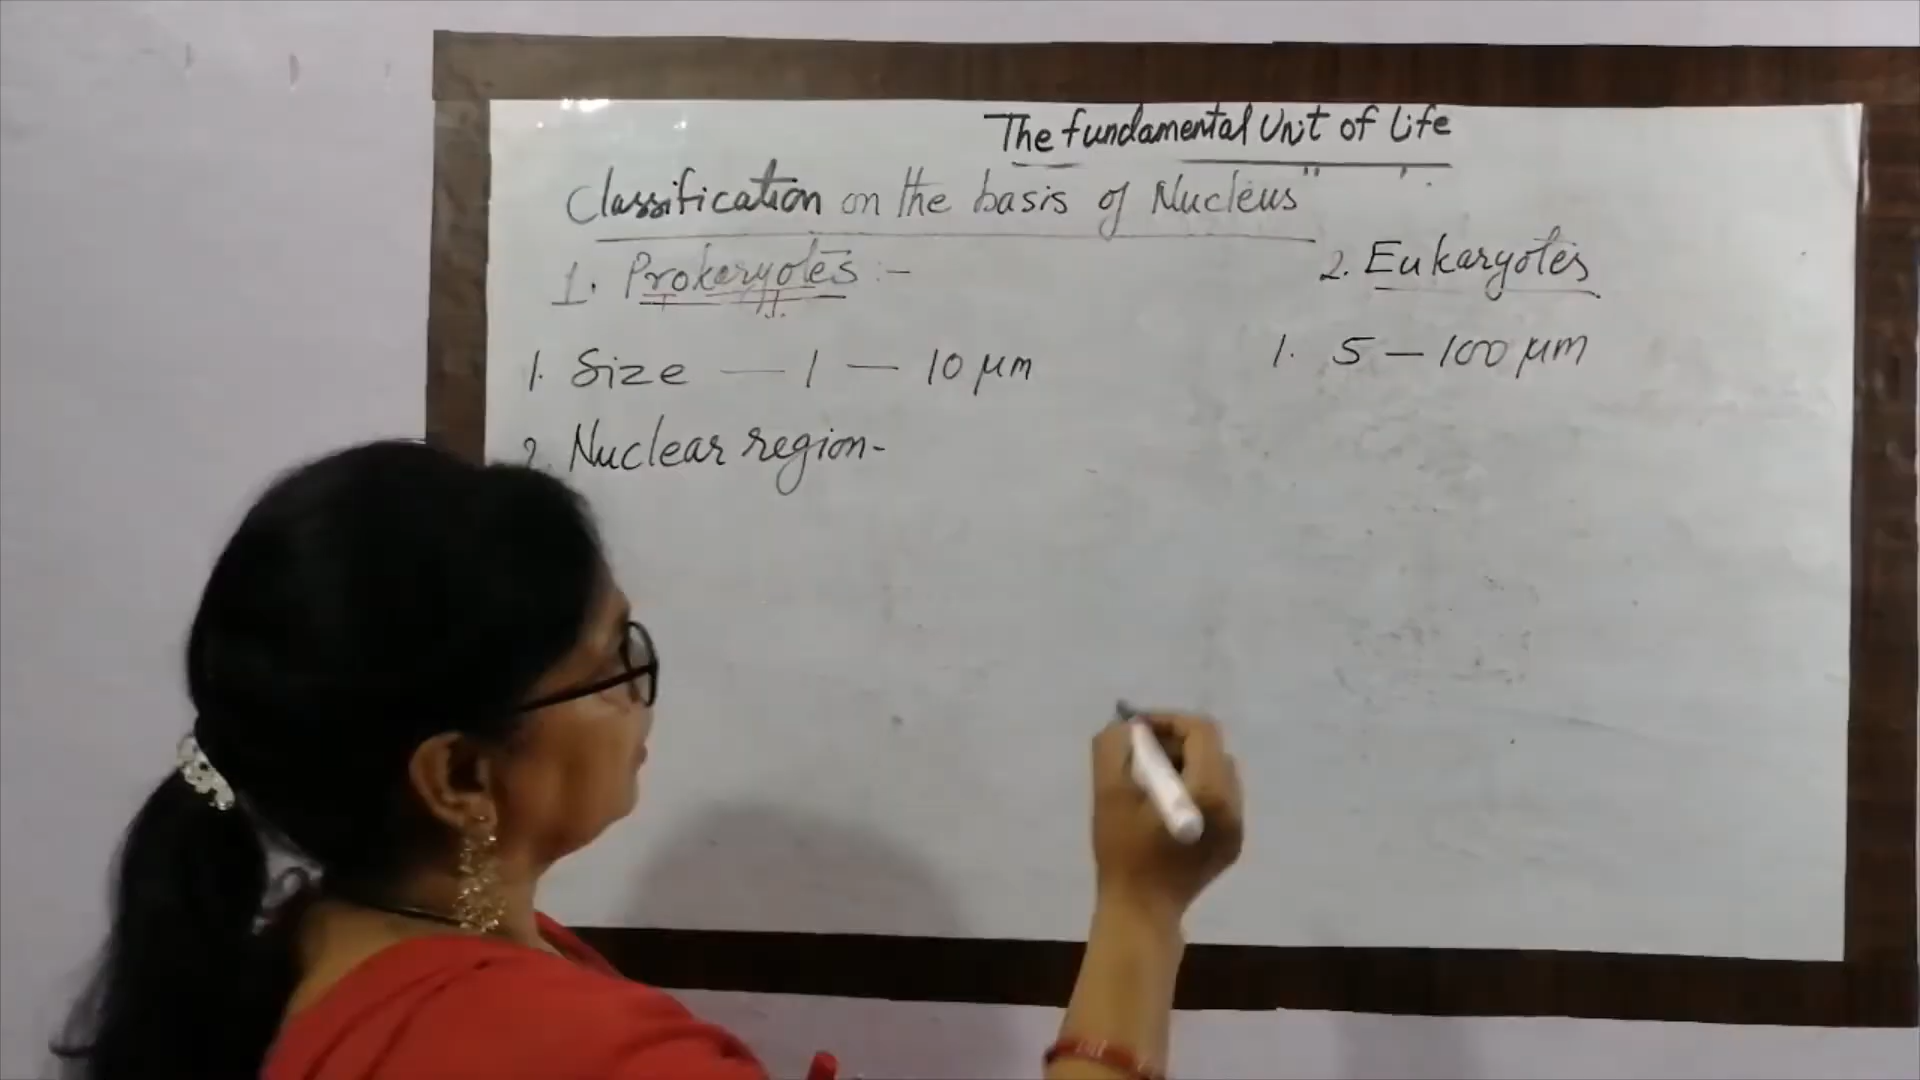 The fundamental Unit of Life
Classification on the basis of Nucleus"
1. Prokaryotes :-
2. Eukaryotes
1. Size — 1 — 10 μm
1. 5 — 100 μm
2. Nuclear region-